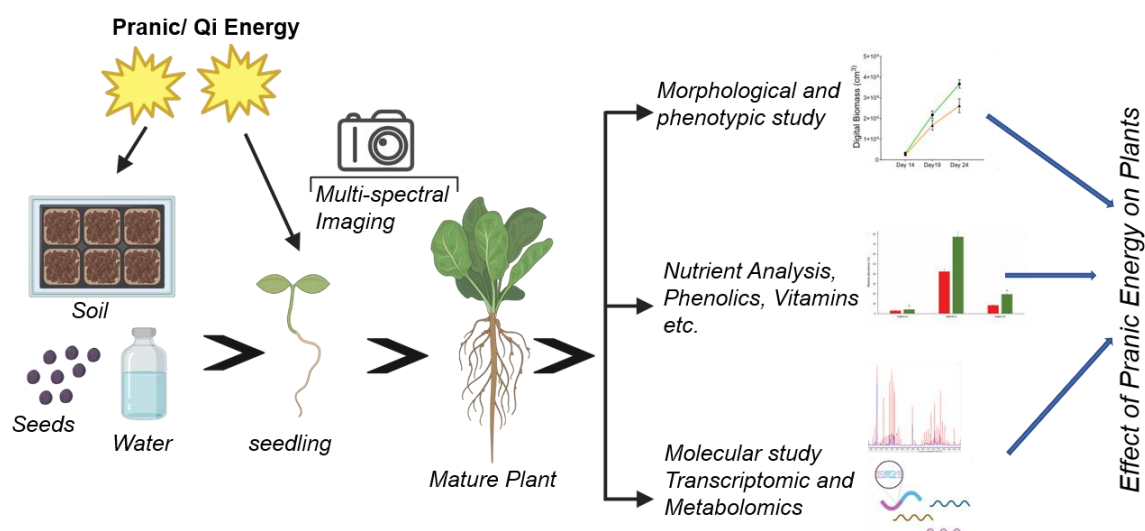 Pranic/ Qi Energy
Multi-spectral
Imaging
Soil
Seeds
Water
seedling
Mature Plant
Morphological and
phenotypic study
Digital Biomass (cm³)
0
Day 14
Day19
Day 24
Nutrient Analysis,
Phenolics, Vitamins
etc.
Molecular study
Transcriptomic and
Metabolomics
Effect of Pranic Energy on Plants